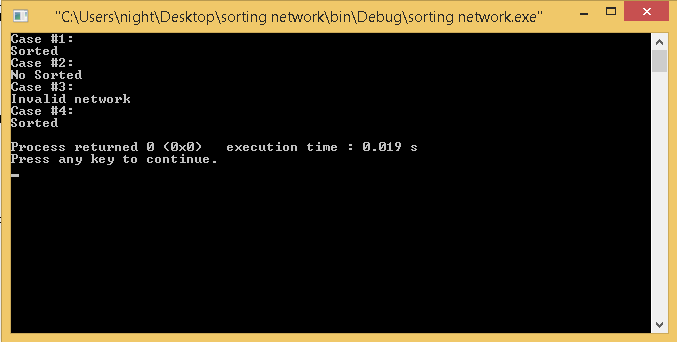 "C:\Users\night\Desktop\sorting network\bin\Debug\sorting network.exe"
Case #1:
Sorted
Case #2:
No Sorted
Case #3:
Invalid network
Case #4:
Sorted
Process returned 0 (0x0)   execution time : 0.019 s
Press any key to continue.